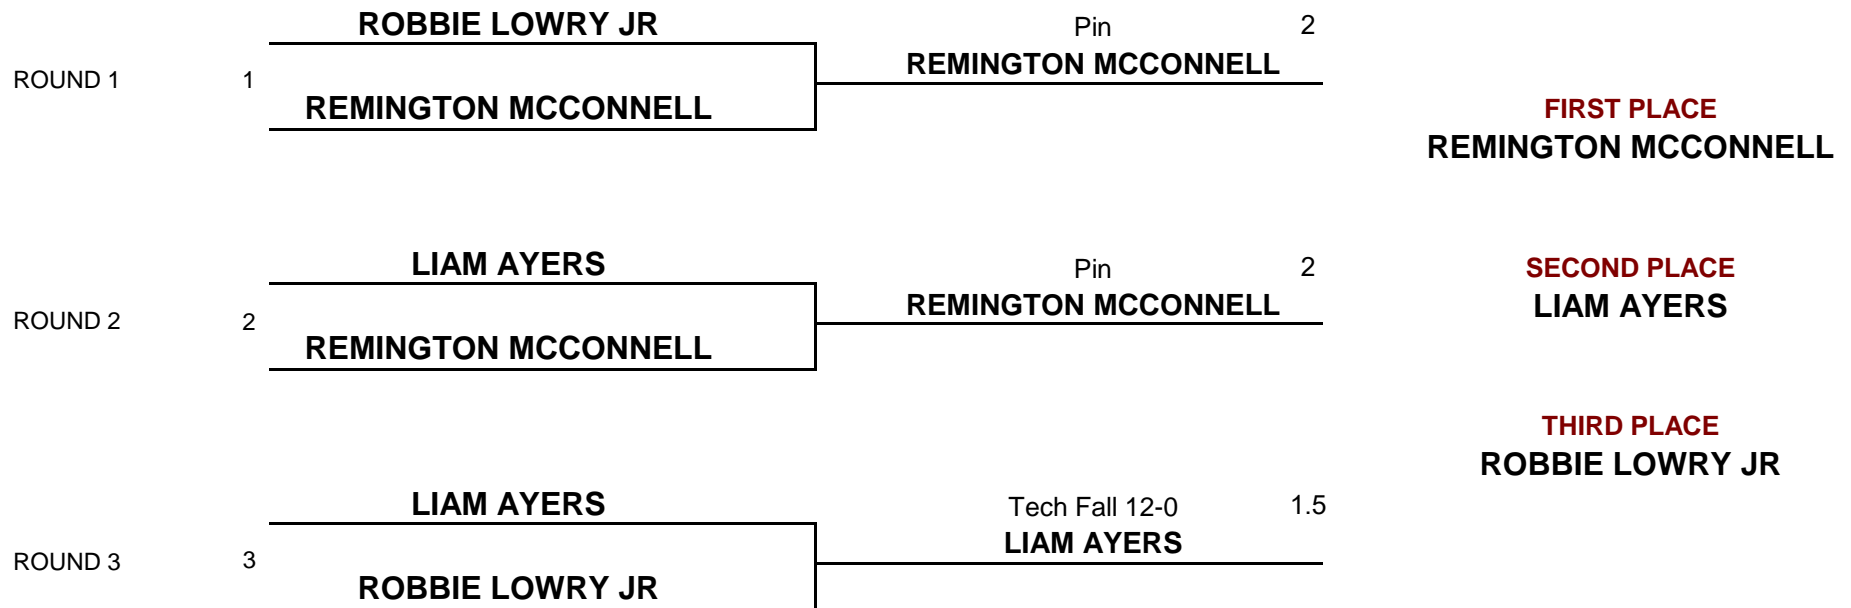 ROBBIE LOWRY JR
Pin 2
REMINGTON MCCONNELL
ROUND 1 1
REMINGTON MCCONNELL
FIRST PLACE
REMINGTON MCCONNELL
LIAM AYERS
Pin 2
REMINGTON MCCONNELL
ROUND 2 2
REMINGTON MCCONNELL
SECOND PLACE
LIAM AYERS
THIRD PLACE
ROBBIE LOWRY JR
LIAM AYERS
Tech Fall 12-0 1.5
LIAM AYERS
ROUND 3 3
ROBBIE LOWRY JR